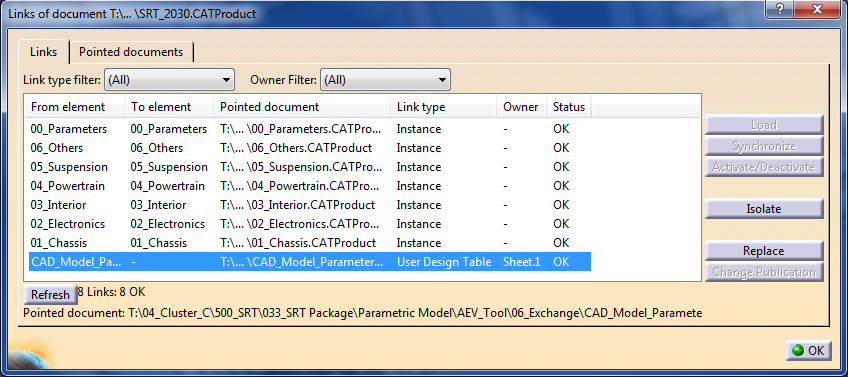 Links of document T:\... \SRT_2030.CATProduct
Links Pointed documents
Link type filter: (All) Owner Filter: (All)
From element To element Pointed document Link type Owner Status
00_Parameters 00_Parameters T:\... \00_Parameters.CATPro... Instance - OK
06_Others 06_Others T:\... \06_Others.CATProduct Instance - OK
05_Suspension 05_Suspension T:\... \05_Suspension.CATProduct Instance - OK
04_Powertrain 04_Powertrain T:\... \04_Powertrain.CATProduct Instance - OK
03_Interior 03_Interior T:\... \03_Interior.CATProduct Instance - OK
02_Electronics 02_Electronics T:\... \02_Electronics.CATPro... Instance - OK
01_Chassis 01_Chassis T:\... \01_Chassis.CATProduct Instance - OK
CAD_Model_Pa... - T:\... \CAD_Model_Parameter... User Design Table Sheet.1 OK
Load
Synchronize
Activate/Deactivate
Isolate
Replace
Change Publication
Refresh 8 Links: 8 OK
Pointed document: T:\04_Cluster_C\500_SRT\033_SRT Package\Parametric Model\AEV_Tool\06_Exchange\CAD_Model_Paramete
OK